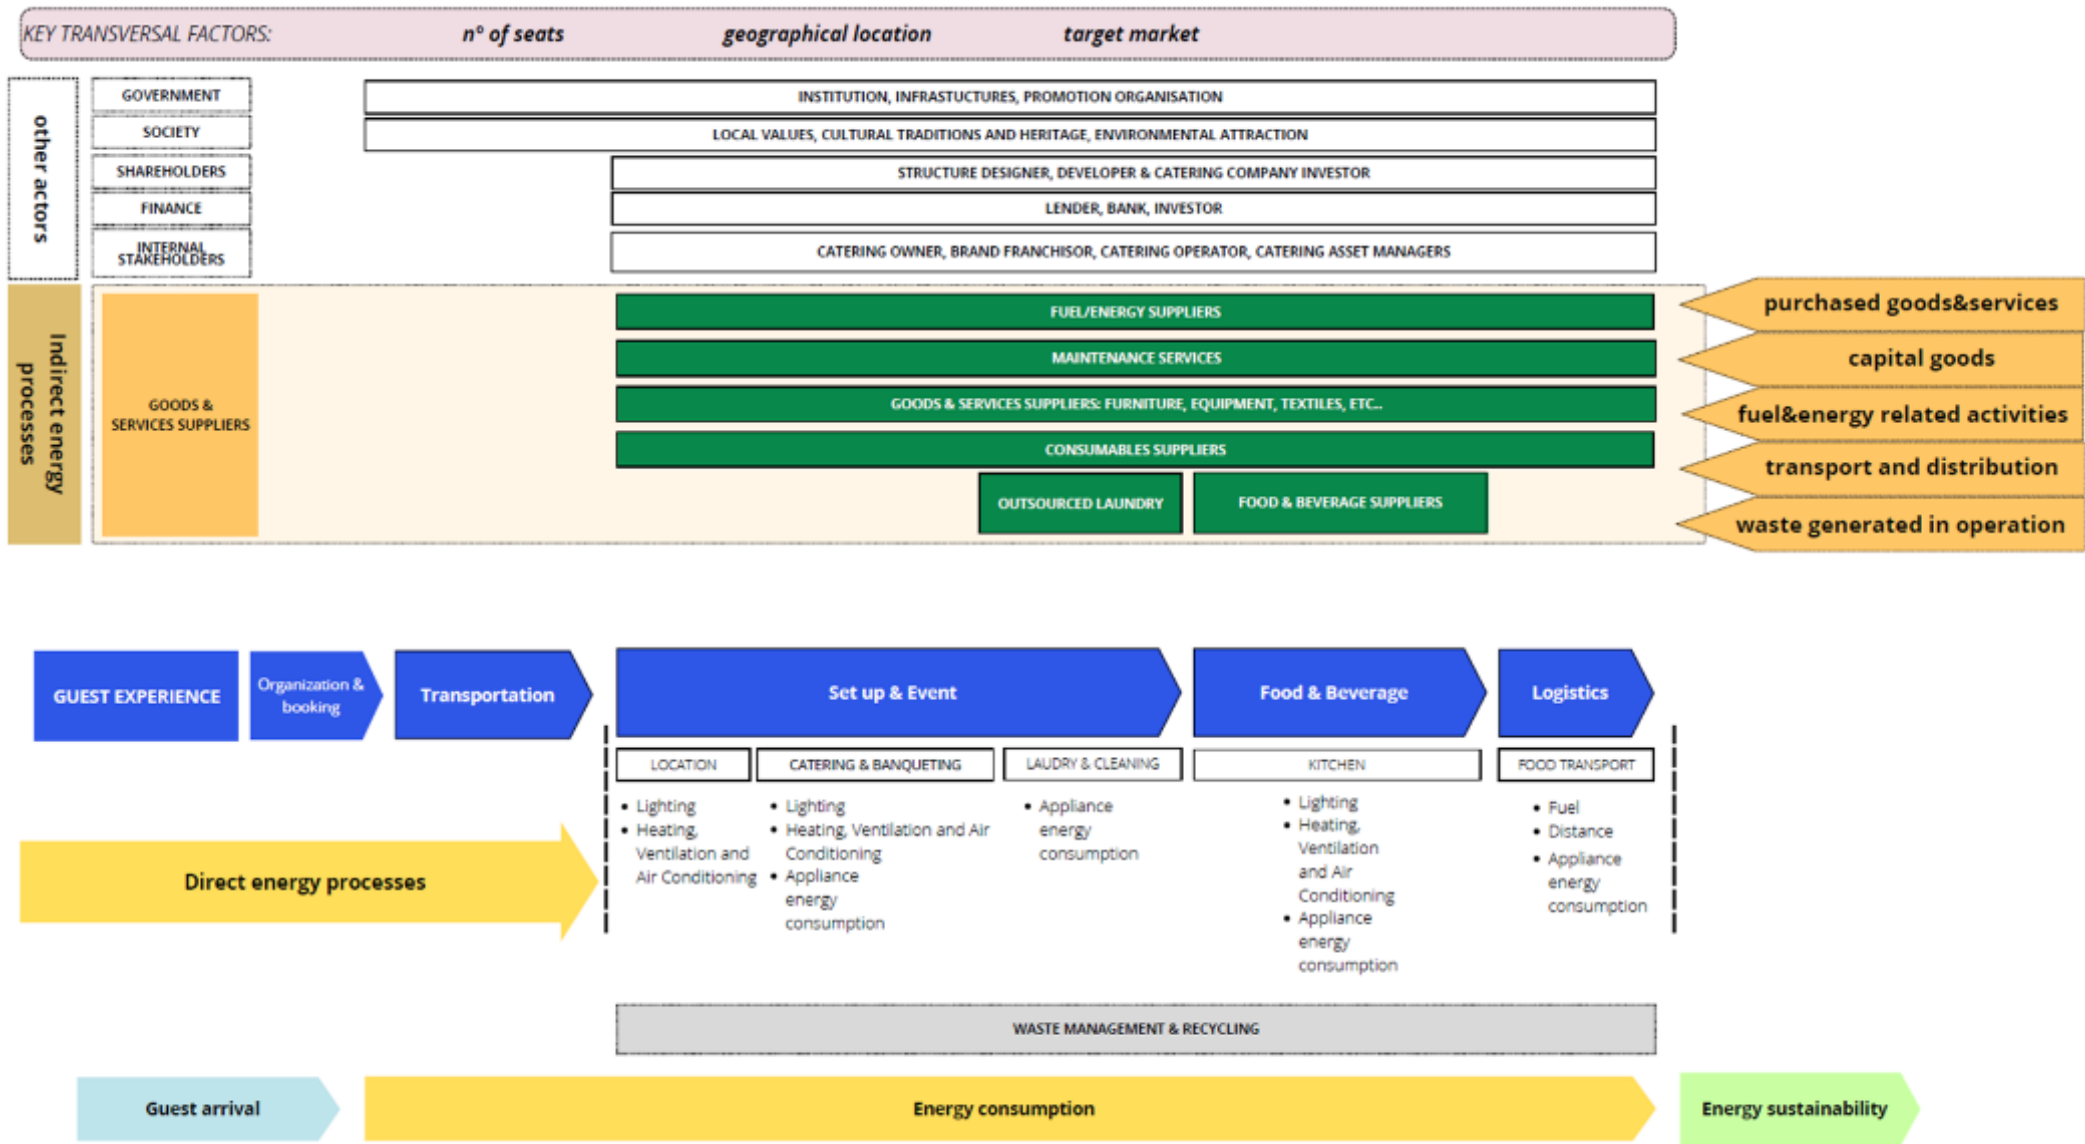 KEY TRANSVERSAL FACTORS: nº of seats geographical location target market
other actors
GOVERNMENT
INSTITUTION, INFRASTUCTURES, PROMOTION ORGANISATION
SOCIETY
LOCAL VALUES, CULTURAL TRADITIONS AND HERITAGE, ENVIRONMENTAL ATTRACTION
SHAREHOLDERS
STRUCTURE DESIGNER, DEVELOPER & CATERING COMPANY INVESTOR
FINANCE
LENDER, BANK, INVESTOR
INTERNAL
STAKEHOLDERS
CATERING OWNER, BRAND FRANCHISOR, CATERING OPERATOR, CATERING ASSET MANAGERS
Indirect energy
processes
GOODS &
SERVICES SUPPLIERS
FUEL/ENERGY SUPPLIERS
MAINTENANCE SERVICES
GOODS & SERVICES SUPPLIERS: FURNITURE, EQUIPMENT, TEXTILES, ETC..
CONSUMABLES SUPPLIERS
OUTSOURCED LAUNDRY
FOOD & BEVERAGE SUPPLIERS
purchased goods&services
capital goods
fuel&energy related activities
transport and distribution
waste generated in operation
GUEST EXPERIENCE
Organization &
booking
Transportation
Set up & Event
Food & Beverage
Logistics
Direct energy processes
LOCATION
• Lighting
• Heating,
Ventilation and
Air Conditioning
CATERING & BANQUETING
• Lighting
• Heating, Ventilation and Air
Conditioning
• Appliance
energy
consumption
LAUDRY & CLEANING
• Appliance
energy
consumption
KITCHEN
• Lighting
• Heating,
Ventilation
and Air
Conditioning
• Appliance
energy
consumption
FOOD TRANSPORT
• Fuel
• Distance
• Appliance
energy
consumption
WASTE MANAGEMENT & RECYCLING
Guest arrival
Energy consumption
Energy sustainability